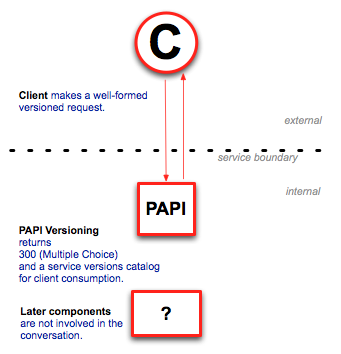 C
Client makes a well-formed
versioned request.
external
service boundary
internal
PAPI
PAPI Versioning
returns
300 (Multiple Choice)
and a service versions catalog
for client consumption.
Later components
are not involved in the
conversation.
?